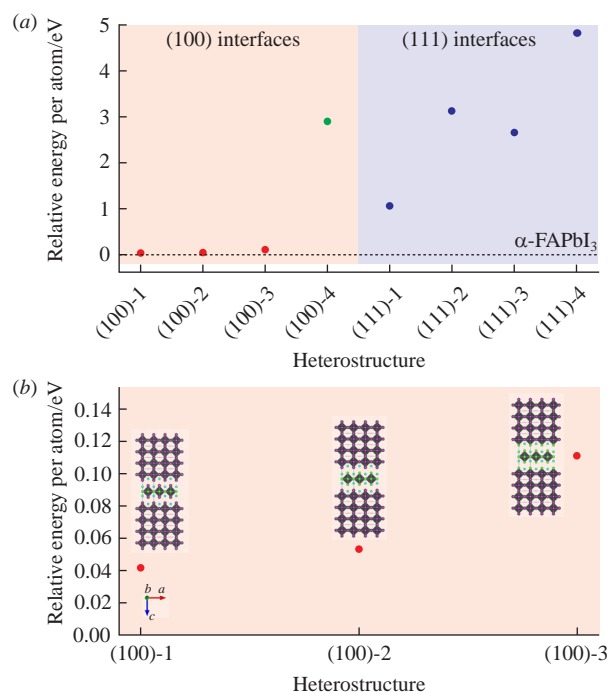 (a)
(100) interfaces
(111) interfaces
Relative energy per atom/eV
5
4
3
2
1
0
α-FAPbI3
(100)-1
(100)-2
(100)-3
(100)-4
(111)-1
(111)-2
(111)-3
(111)-4
Heterostructure
(b)
Relative energy per atom/eV
0.14
0.12
0.10
0.08
0.06
0.04
0.02
0.00
b a
c
(100)-1
(100)-2
(100)-3
Heterostructure